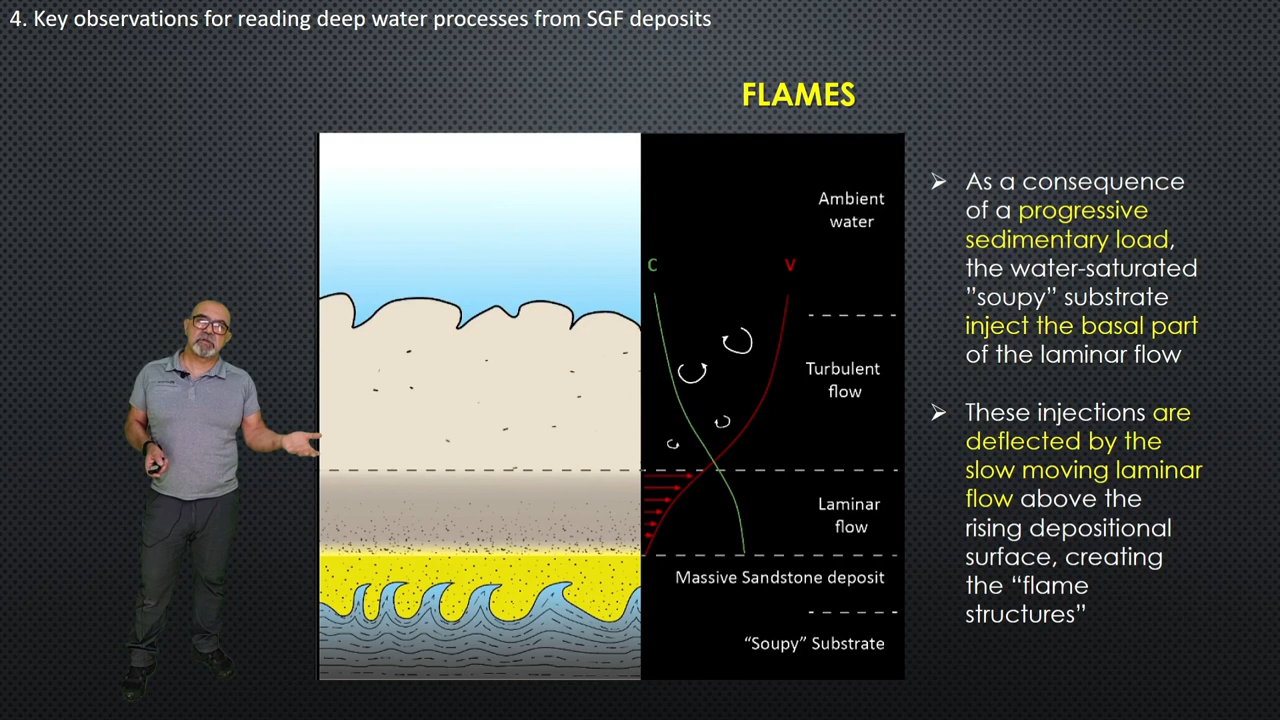 4. Key observations for reading deep water processes from SGF deposits
FLAMES
Ambient
water
C
V
Turbulent
flow
Laminar
flow
Massive Sandstone deposit
“Soupy” Substrate
As a consequence
of a progressive
sedimentary load,
the water-saturated
”soupy” substrate
inject the basal part
of the laminar flow
These injections are
deflected by the
slow moving laminar
flow above the
rising depositional
surface, creating
the “flame
structures”